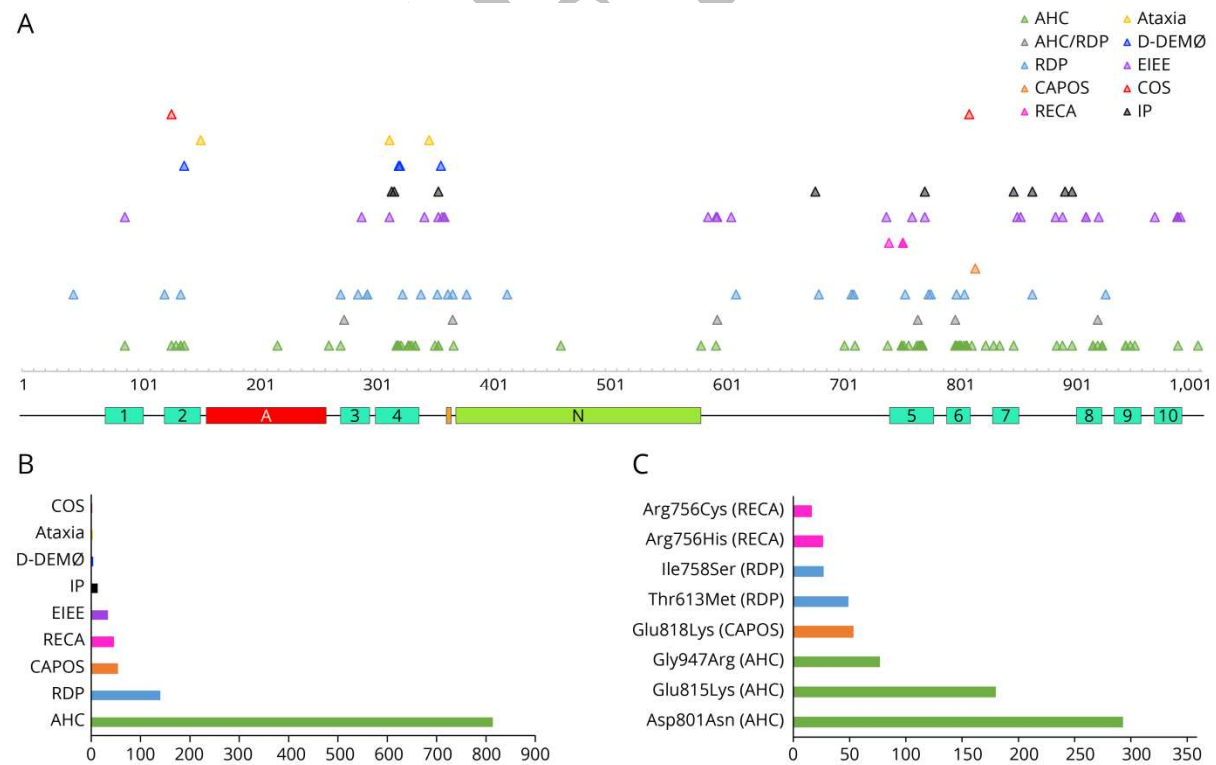 A
AHC Ataxia
AHC/RDP D-DEMØ
RDP EIEE
CAPOS COS
RECA IP
1 101 201 301 401 501 601 701 801 901 1,001
1 2 A 3 4 N 5 6 7 8 9 10
B
COS
Ataxia
D-DEMØ
IP
EIEE
RECA
CAPOS
RDP
AHC
0 100 200 300 400 500 600 700 800 900
C
Arg756Cys (RECA)
Arg756His (RECA)
Ile758Ser (RDP)
Thr613Met (RDP)
Glu818Lys (CAPOS)
Gly947Arg (AHC)
Glu815Lys (AHC)
Asp801Asn (AHC)
0 50 100 150 200 250 300 350